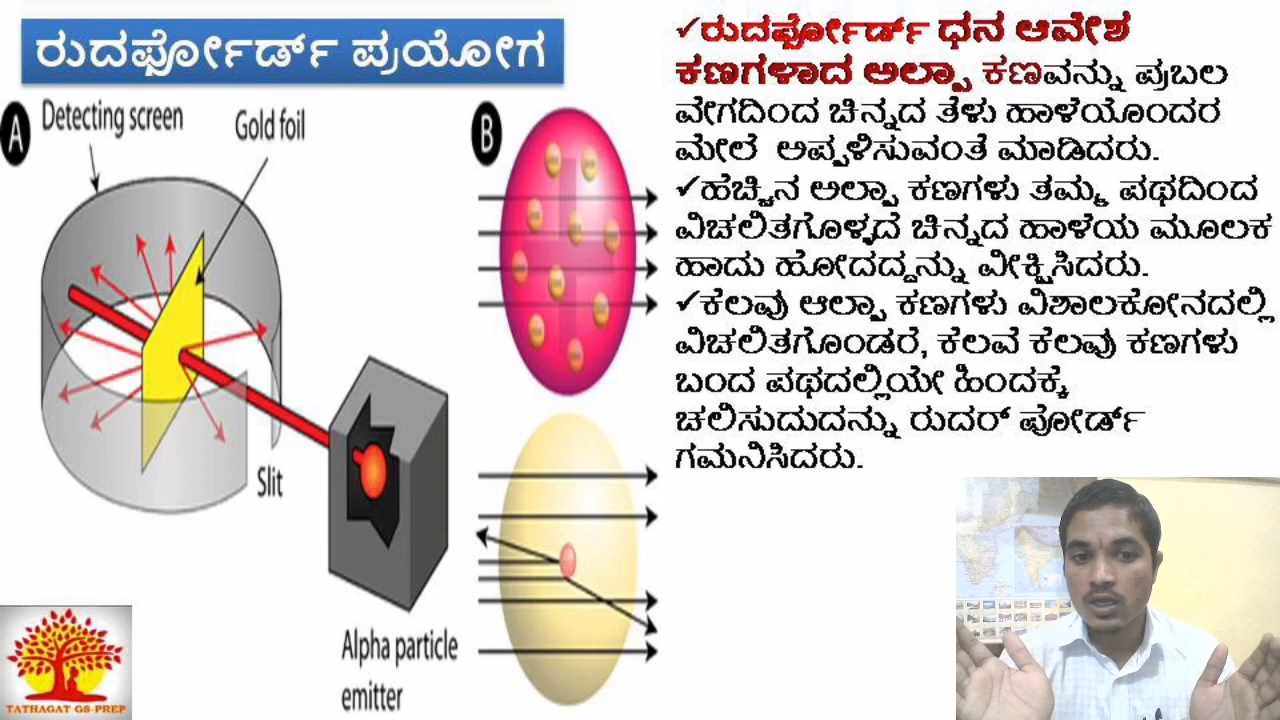 ರುದರ್ಫೋರ್ಡ್ ಪ್ರಯೋಗ
A
Detecting screen
Gold foil
Slit
Alpha particle
emitter
B
✓ರುದರ್ಫೋರ್ಡ್ ಧನ ಆವೇಶ
ಕಣಗಳಾದ ಅಲ್ಫಾ ಕಣವನ್ನು ಪ್ರಬಲ
ವೇಗದಿಂದ ಚಿನ್ನದ ತೆಳು ಹಾಳೆಯೊಂದರ
ಮೇಲೆ ಅಪ್ಪಳಿಸುವಂತೆ ಮಾಡಿದರು.
✓ಹೆಚ್ಚಿನ ಅಲ್ಫಾ ಕಣಗಳು ತಮ್ಮ ಪಥದಿಂದ
ವಿಚಲಿತಗೊಳ್ಳದೆ ಚಿನ್ನದ ಹಾಳೆಯ ಮೂಲಕ
ಹಾದು ಹೋದದ್ದನ್ನು ವೀಕ್ಷಿಸಿದರು.
✓ಕೆಲವು ಆಲ್ಫಾ ಕಣಗಳು ವಿಶಾಲಕೋನದಲ್ಲಿ
ವಿಚಲಿತಗೊಂಡರೆ, ಕೆಲವೆ ಕೆಲವು ಕಣಗಳು
ಬಂದ ಪಥದಲ್ಲಿಯೇ ಹಿಂದಕ್ಕೆ
ಚಲಿಸುದುದನ್ನು ರುದರ್ ಪೋರ್ಡ್
ಗಮನಿಸಿದರು.
TATHAGAT GS-PREP